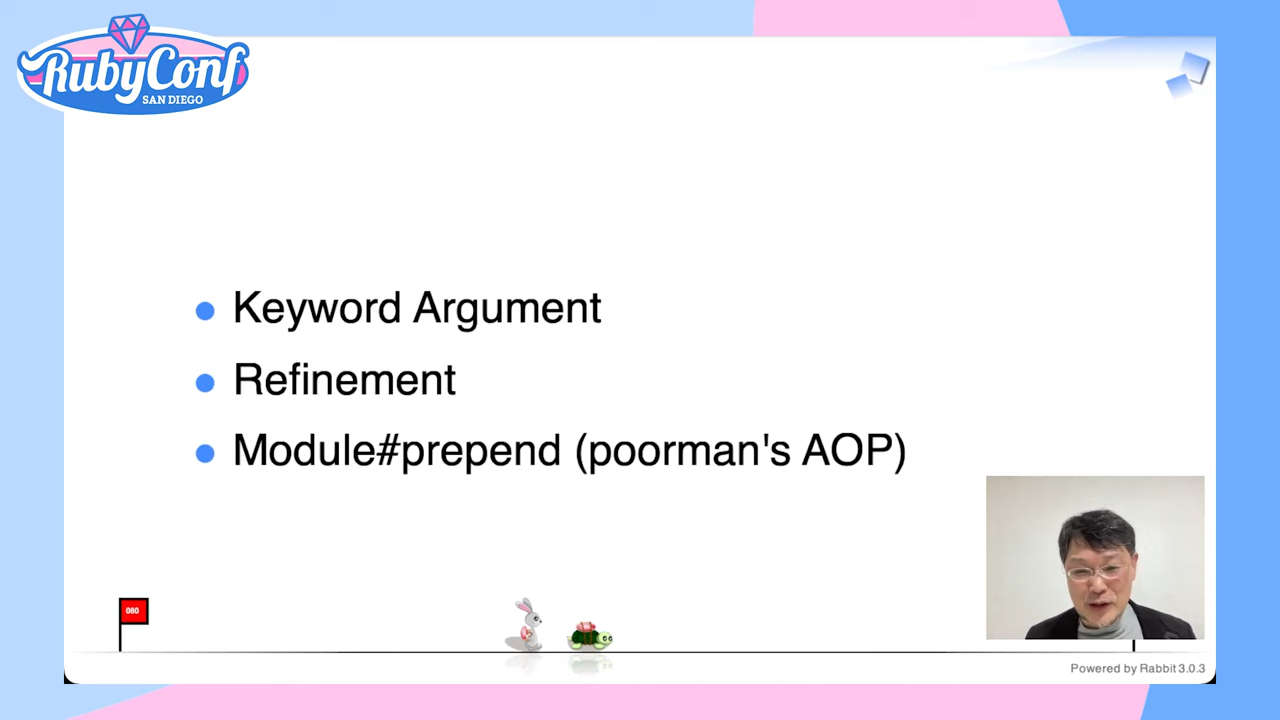 RubyConf
SAN DIEGO
Keyword Argument
Refinement
Module#prepend (poorman's AOP)
080
Powered by Rabbit 3.0.3